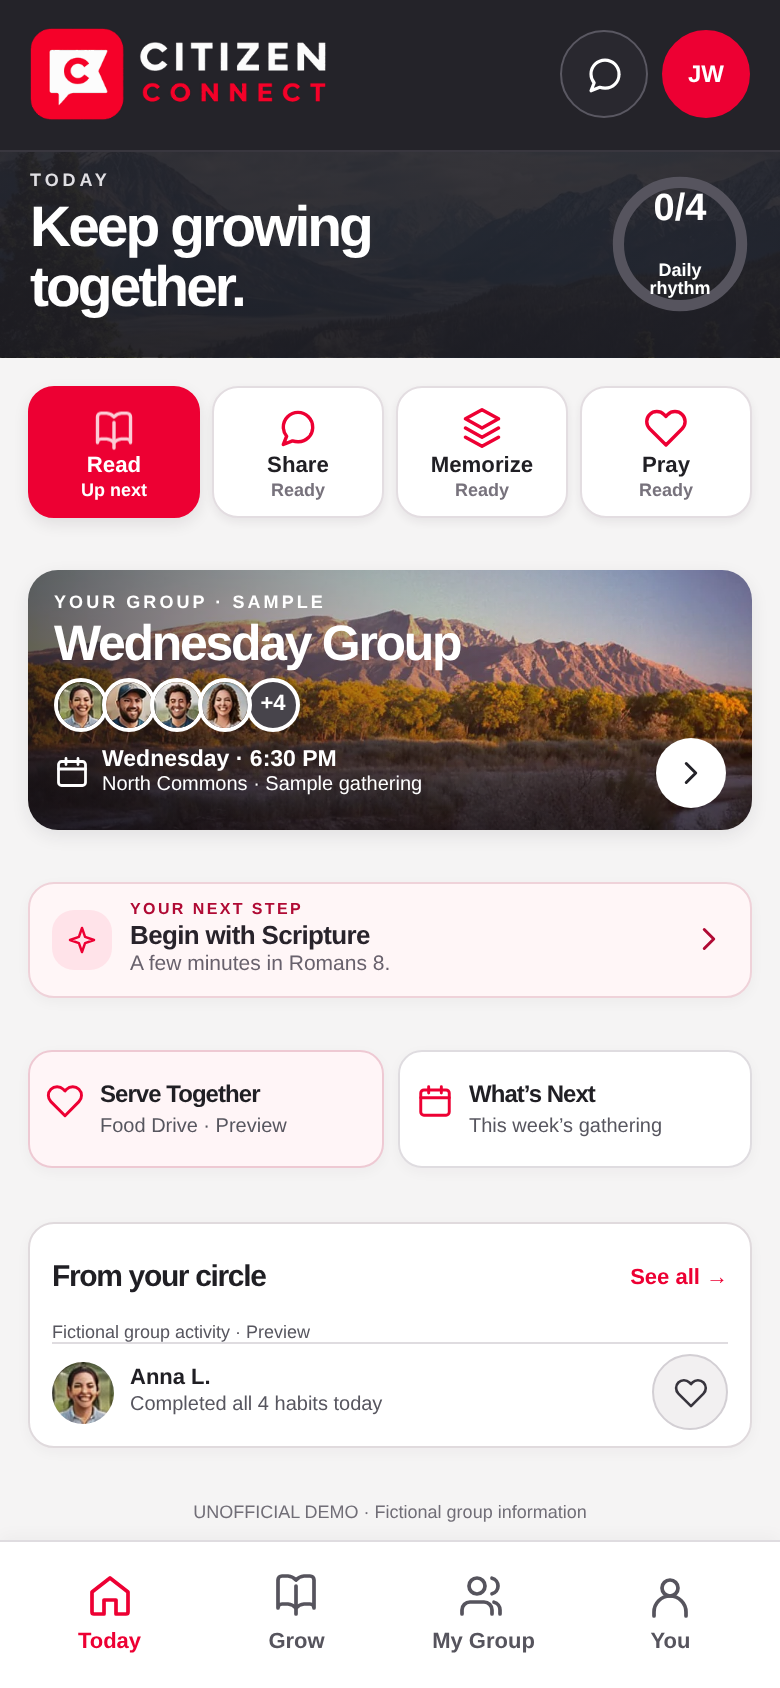 CITIZEN
CONNECT
JW
TODAY
Keep growing
together.
0/4
Daily
rhythm
Read
Up next
Share
Ready
Memorize
Ready
Pray
Ready
YOUR GROUP · SAMPLE
Wednesday Group
+4
Wednesday · 6:30 PM
North Commons · Sample gathering
YOUR NEXT STEP
Begin with Scripture
A few minutes in Romans 8.
Serve Together
Food Drive · Preview
What’s Next
This week’s gathering
From your circle
See all →
Fictional group activity · Preview
Anna L.
Completed all 4 habits today
UNOFFICIAL DEMO · Fictional group information
Today
Grow
My Group
You